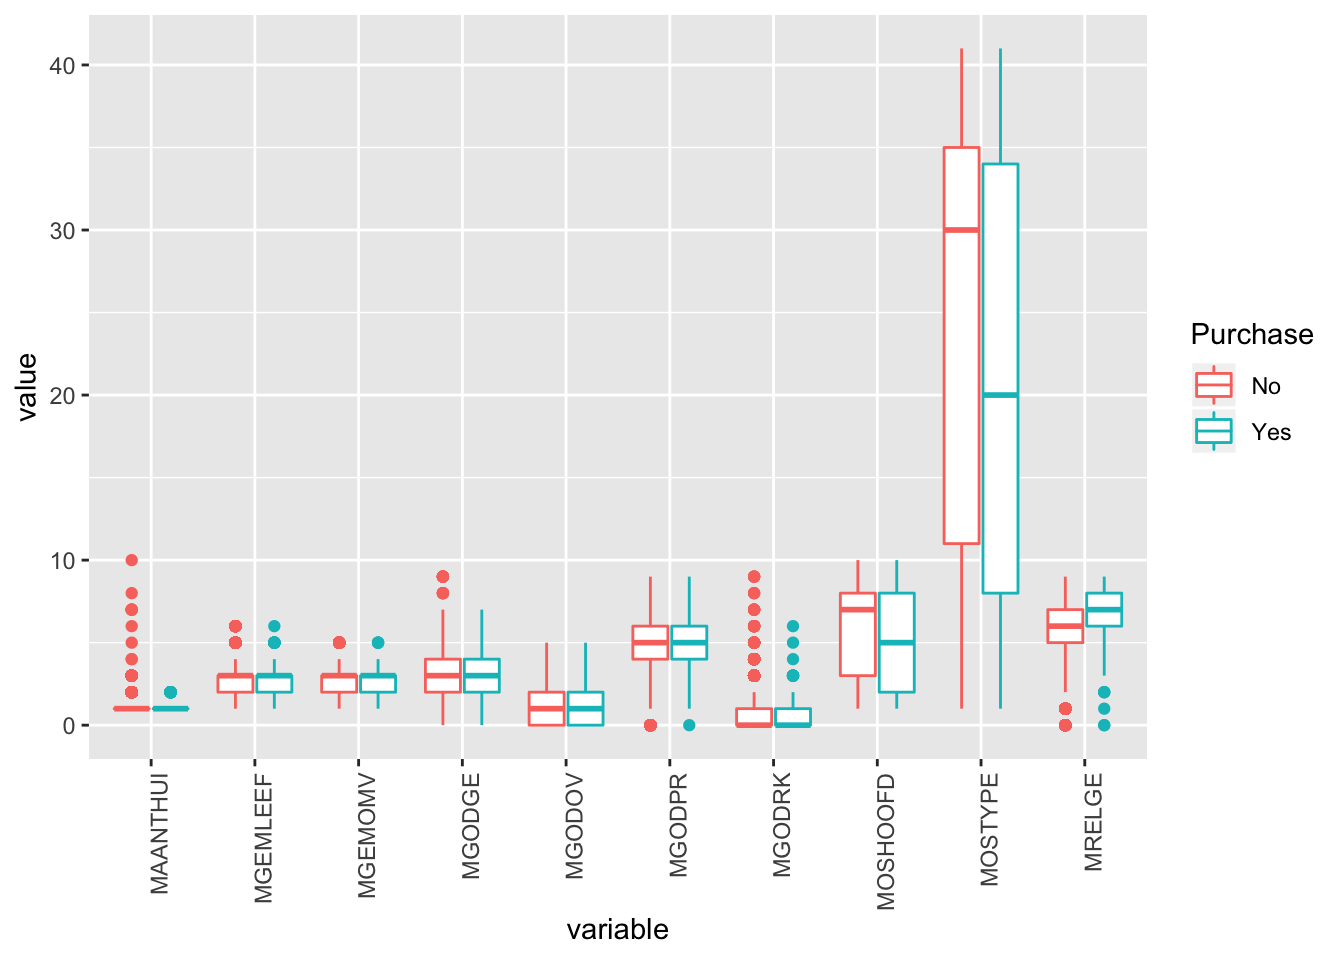 40
30
20
10
0
value
MAANTHUI
MGEMLEEF
MGEMOMV
MGODGE
MGODOV
MGODPR
MGODRK
MOSHOOFD
MOSTYPE
MRELGE
variable
Purchase
No
Yes